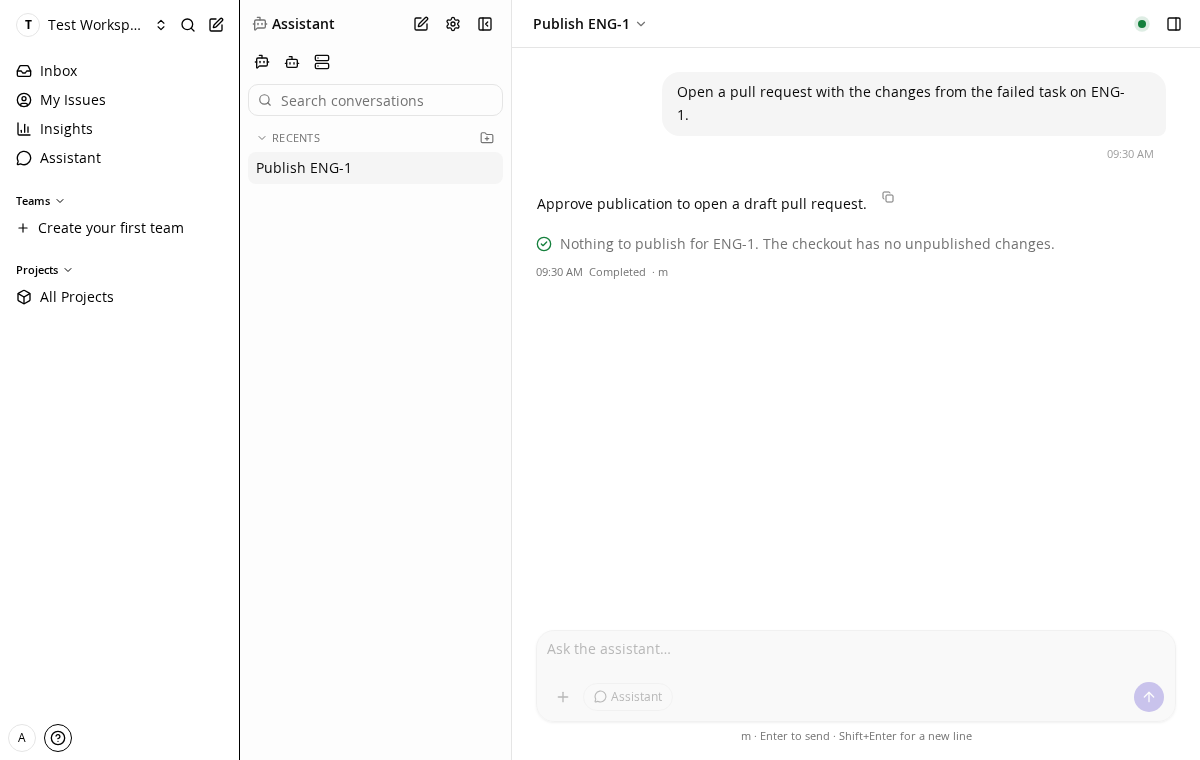 T
Test Worksp...
Inbox
My Issues
Insights
Assistant
Teams
Create your first team
Projects
All Projects
A
Assistant
Search conversations
RECENTS
Publish ENG-1
Publish ENG-1
Open a pull request with the changes from the failed task on ENG-
1.
09:30 AM
Approve publication to open a draft pull request.
Nothing to publish for ENG-1. The checkout has no unpublished changes.
09:30 AM Completed · m
Ask the assistant...
Assistant
m · Enter to send · Shift+Enter for a new line